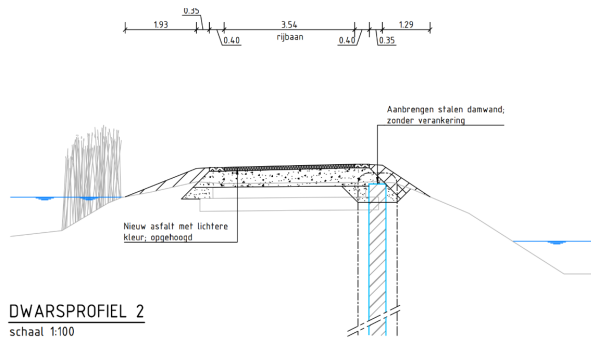 0.35
1.93 3.54 1.29
0.40 rijbaan 0.40 0.35
Aanbrengen stalen damwand;
zonder verankering
Nieuw asfalt met lichtere
kleur; opgehoogd
DWARSPROFIEL 2
schaal 1:100